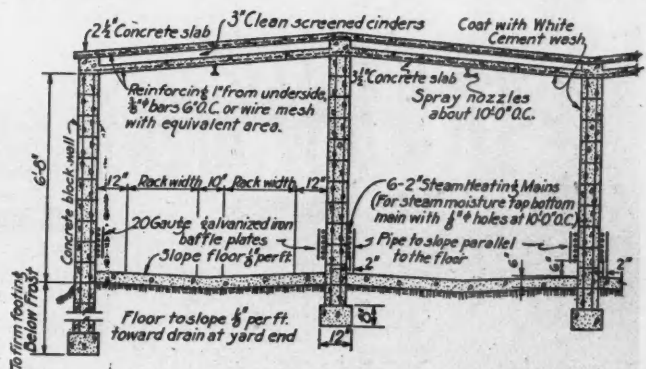 2½" Concrete slab
3" Clean screened cinders
Coat with White
Cement wash
Reinforcing 1" from underside,
⅜"ϕ bars 6" O.C. or wire mesh
with equivalent area.
3½" Concrete slab
Spray nozzles
about 10'-0" O.C.
6'-8"
Concrete block wall
12"
Rack width
10"
Rack width
12"
6-2" Steam Heating Mains
(For steam moisture tap bottom
main with ⅛"ϕ holes at 10'-0" O.C.)
20 Gauge galvanized iron
baffle plates
Pipe to slope parallel
to the floor
Slope floor ⅛" per ft.
2"
6"
6"
2"
To firm footing
Below Frost
Floor to slope ⅛" per ft.
toward drain at yard end
8"
12"